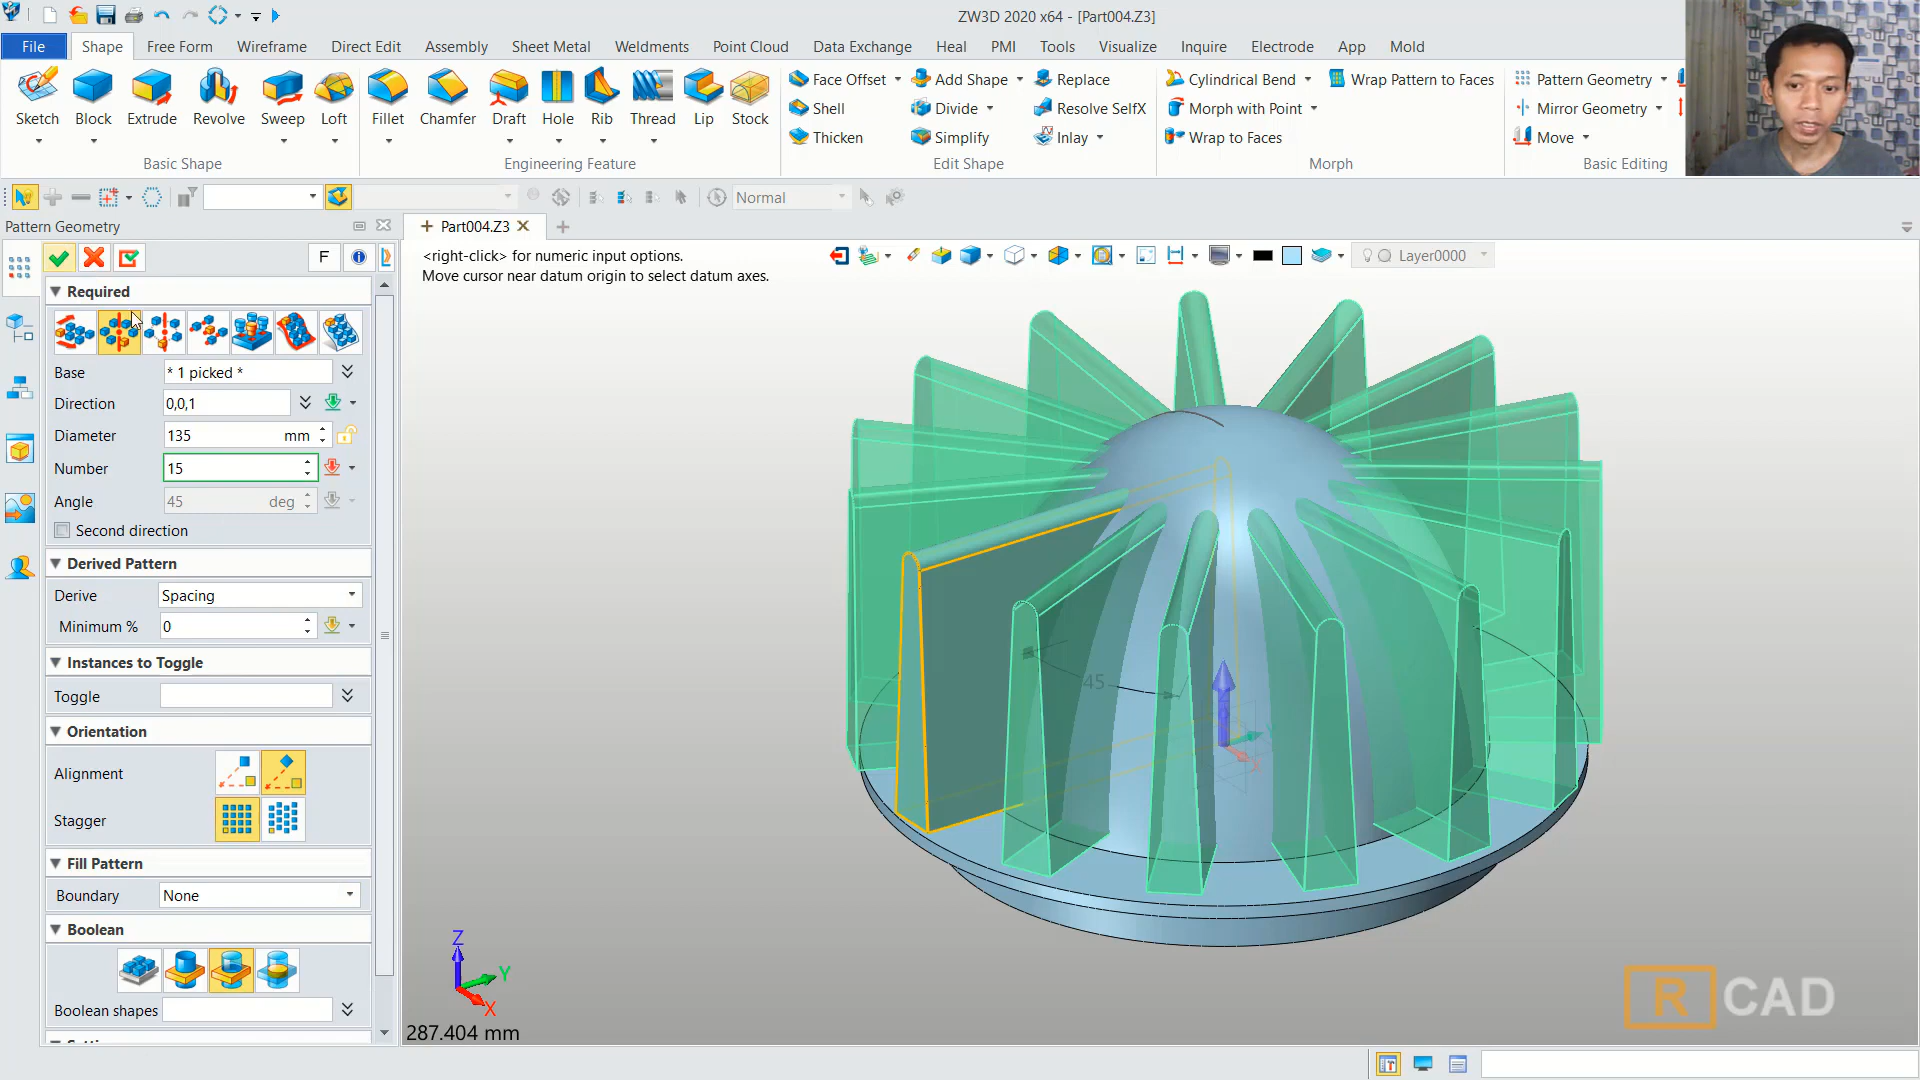 ZW3D 2020 x64 - [Part004.Z3]
File
Shape
Free Form
Wireframe
Direct Edit
Assembly
Sheet Metal
Weldments
Point Cloud
Data Exchange
Heal
PMI
Tools
Visualize
Inquire
Electrode
App
Mold
Face Offset
Add Shape
Replace
Cylindrical Bend
Wrap Pattern to Faces
Pattern Geometry
Sketch
Block
Extrude
Revolve
Sweep
Loft
Fillet
Chamfer
Draft
Hole
Rib
Thread
Lip
Stock
Shell
Divide
Resolve SelfX
Morph with Point
Mirror Geometry
Thicken
Simplify
Inlay
Wrap to Faces
Move
Basic Shape
Engineering Feature
Edit Shape
Morph
Basic Editing
Normal
Pattern Geometry
Part004.Z3
F
<right-click> for numeric input options.
Move cursor near datum origin to select datum axes.
Layer0000
Required
Base
* 1 picked *
Direction
0,0,1
Diameter
135 mm
Number
15
Angle
45 deg
Second direction
Derived Pattern
Derive
Spacing
Minimum %
0
Instances to Toggle
Toggle
Orientation
Alignment
Stagger
Fill Pattern
Boundary
None
Boolean
Boolean shapes
45
Z
Y
X
287.404 mm
R CAD